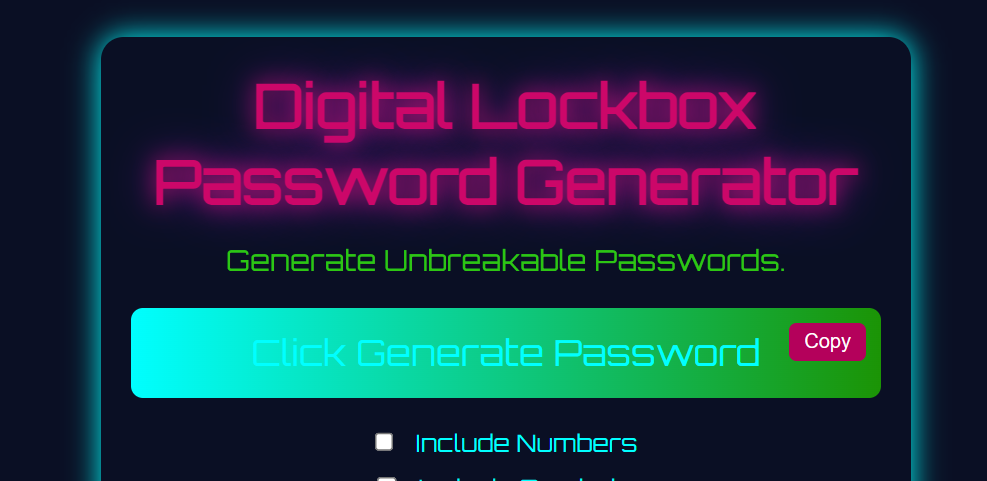 Digital Lockbox
Password Generator
Generate Unbreakable Passwords.
Click Generate Password
Copy
Include Numbers